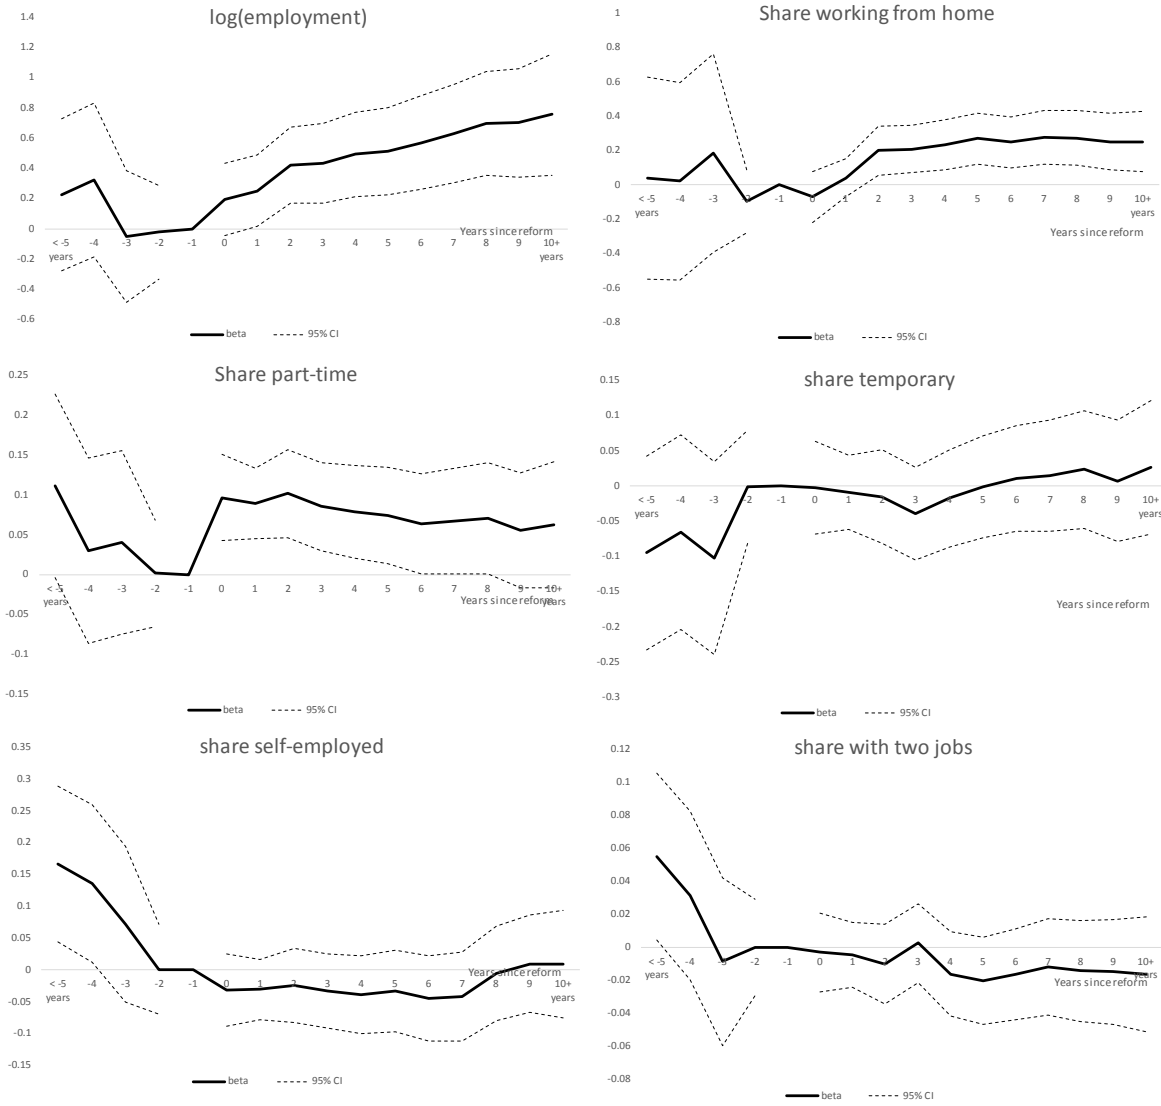 log(employment)
1.4
1.2
1
0.8
0.6
0.4
0.2
0
-0.2
-0.4
-0.6
< -5 years -4 -3 -2 -1 0 1 2 3 4 5 6 7 8 9 10+ years
Years since reform
beta 95% CI
Share working from home
1
0.8
0.6
0.4
0.2
0
-0.2
-0.4
-0.6
-0.8
< -5 years -4 -3 -2 -1 0 1 2 3 4 5 6 7 8 9 10+ years
Years since reform
beta 95% CI
Share part-time
0.25
0.2
0.15
0.1
0.05
0
-0.05
-0.1
-0.15
< -5 years -4 -3 -2 -1 0 1 2 3 4 5 6 7 8 9 10+ years
Years since reform
beta 95% CI
share temporary
0.15
0.1
0.05
0
-0.05
-0.1
-0.15
-0.2
-0.25
-0.3
< -5 years -4 -3 -2 -1 0 1 2 3 4 5 6 7 8 9 10+ years
Years since reform
beta 95% CI
share self-employed
0.35
0.3
0.25
0.2
0.15
0.1
0.05
0
-0.05
-0.1
-0.15
< -5 years -4 -3 -2 -1 0 1 2 3 4 5 6 7 8 9 10+ years
Years since reform
beta 95% CI
share with two jobs
0.12
0.1
0.08
0.06
0.04
0.02
0
-0.02
-0.04
-0.06
-0.08
< -5 years -4 -3 -2 -1 0 1 2 3 4 5 6 7 8 9 10+ years
Years since reform
beta 95% CI